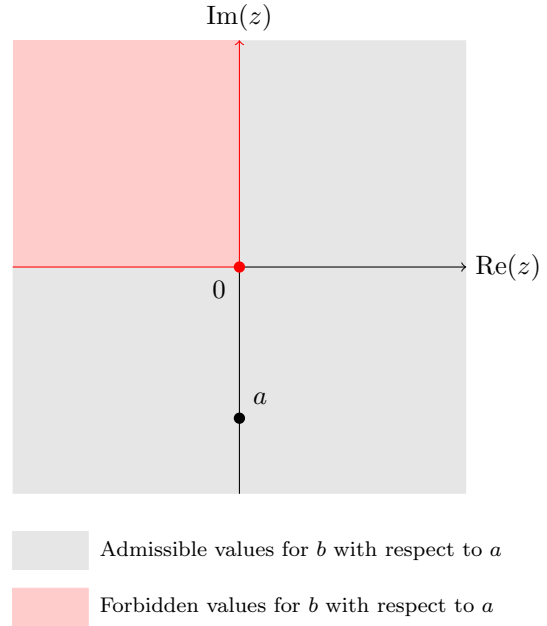 Im(z)
Re(z)
0
a
Admissible values for b with respect to a
Forbidden values for b with respect to a